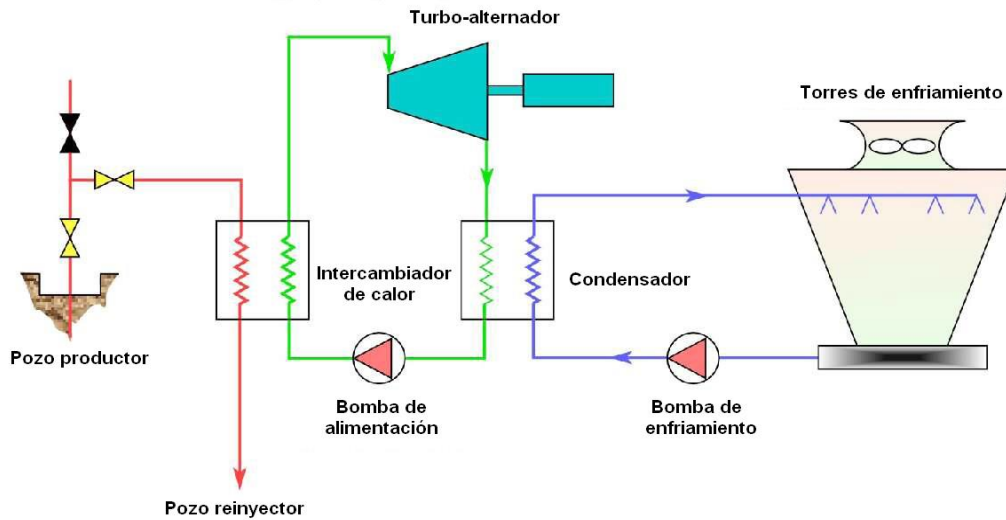 Turbo-alternador
Torres de enfriamiento
Intercambiador
de calor
Condensador
Pozo productor
Bomba de
alimentación
Bomba de
enfriamiento
Pozo reinyector